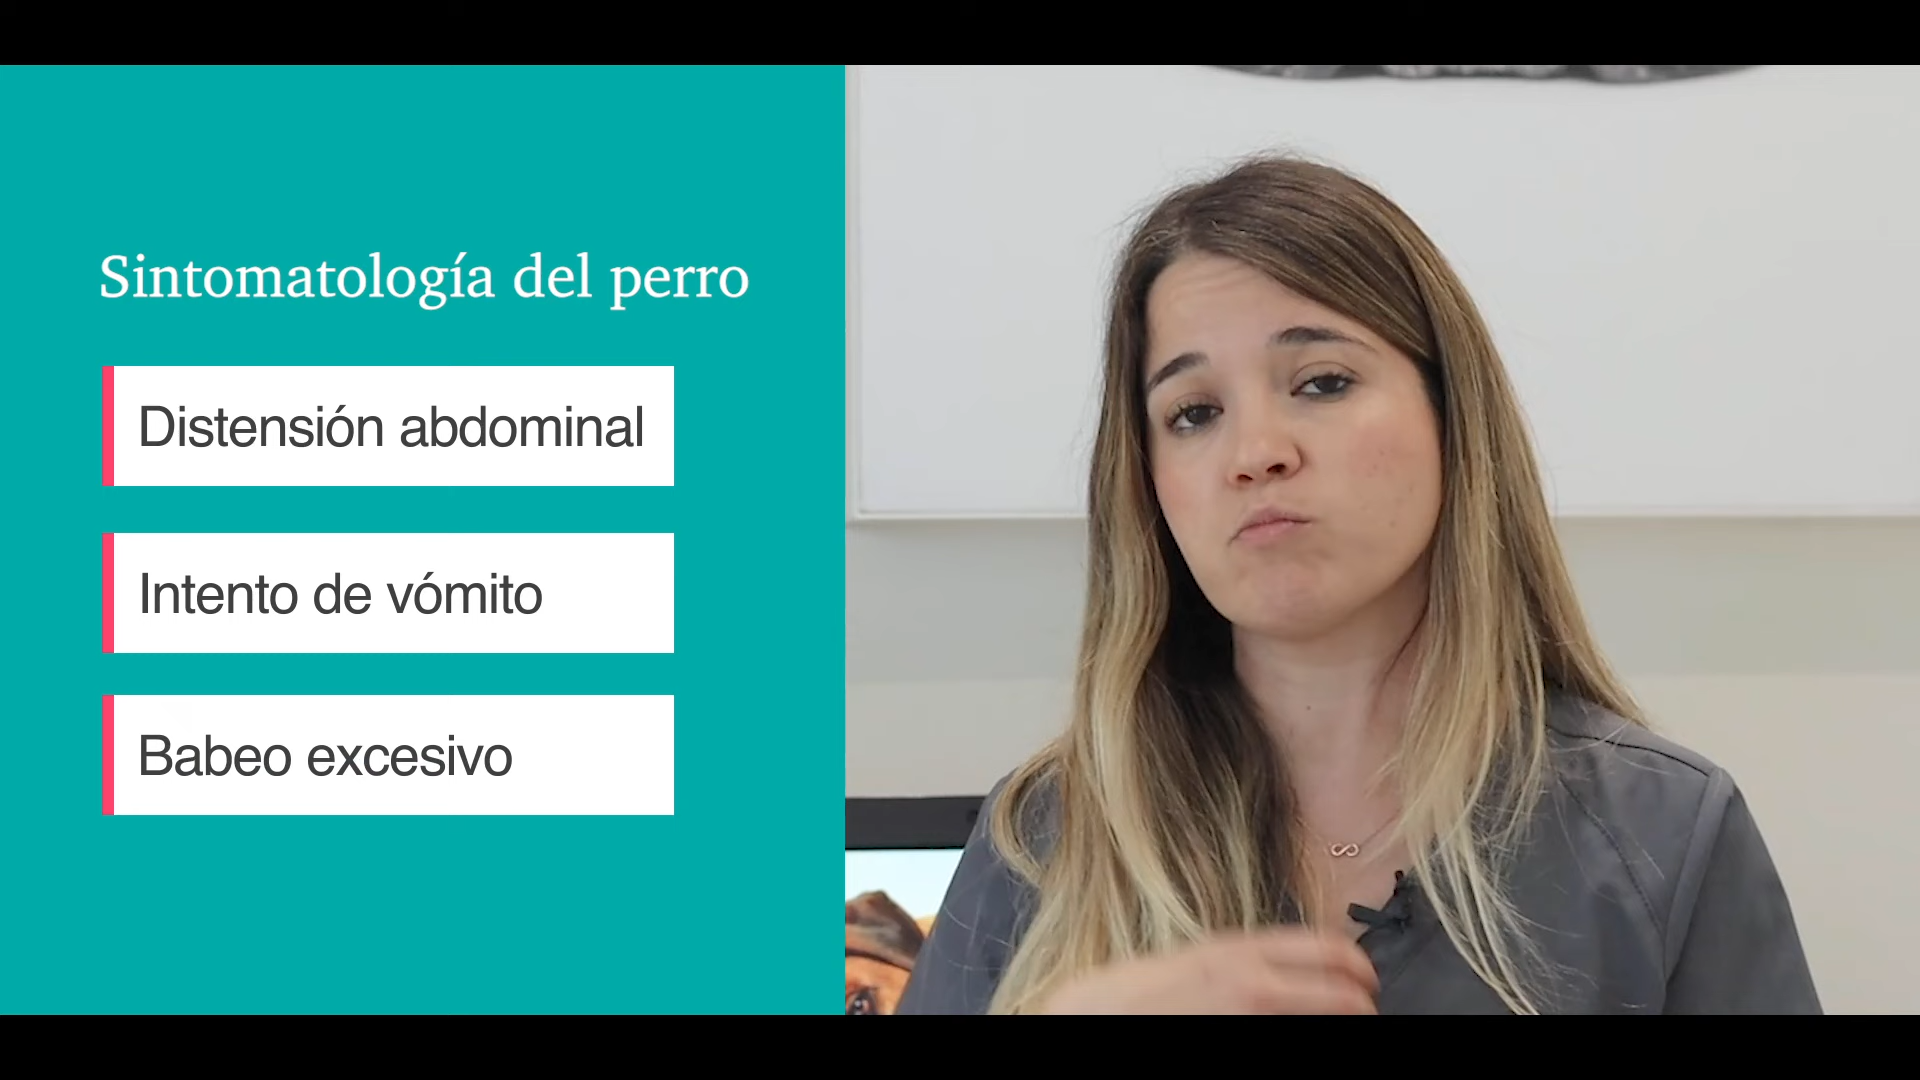 Sintomatología del perro
Distensión abdominal
Intento de vómito
Babeo excesivo